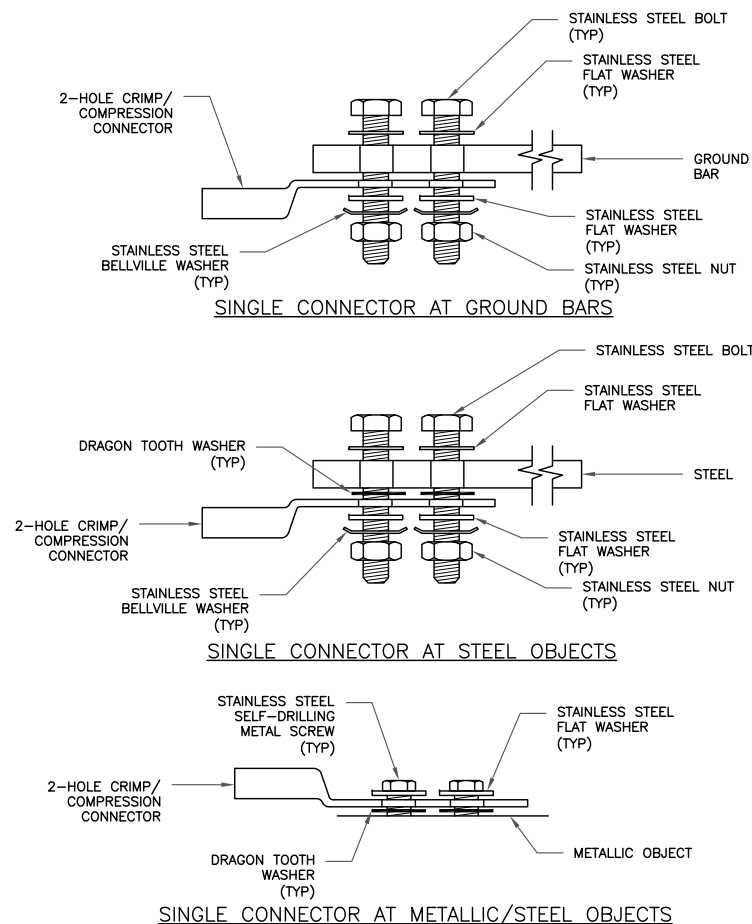 STAINLESS STEEL BOLT
(TYP)
STAINLESS STEEL
FLAT WASHER
(TYP)
2-HOLE CRIMP/
COMPRESSION
CONNECTOR
GROUND
BAR
STAINLESS STEEL
FLAT WASHER
(TYP)
STAINLESS STEEL
BELLVILLE WASHER
(TYP)
STAINLESS STEEL NUT
(TYP)
SINGLE CONNECTOR AT GROUND BARS
STAINLESS STEEL BOLT
STAINLESS STEEL
FLAT WASHER
DRAGON TOOTH WASHER
(TYP)
STEEL
2-HOLE CRIMP/
COMPRESSION
CONNECTOR
STAINLESS STEEL
FLAT WASHER
(TYP)
STAINLESS STEEL
BELLVILLE WASHER
(TYP)
STAINLESS STEEL NUT
(TYP)
SINGLE CONNECTOR AT STEEL OBJECTS
STAINLESS STEEL
SELF-DRILLING
METAL SCREW
(TYP)
STAINLESS STEEL
FLAT WASHER
(TYP)
2-HOLE CRIMP/
COMPRESSION
CONNECTOR
DRAGON TOOTH
WASHER
(TYP)
METALLIC OBJECT
SINGLE CONNECTOR AT METALLIC/STEEL OBJECTS